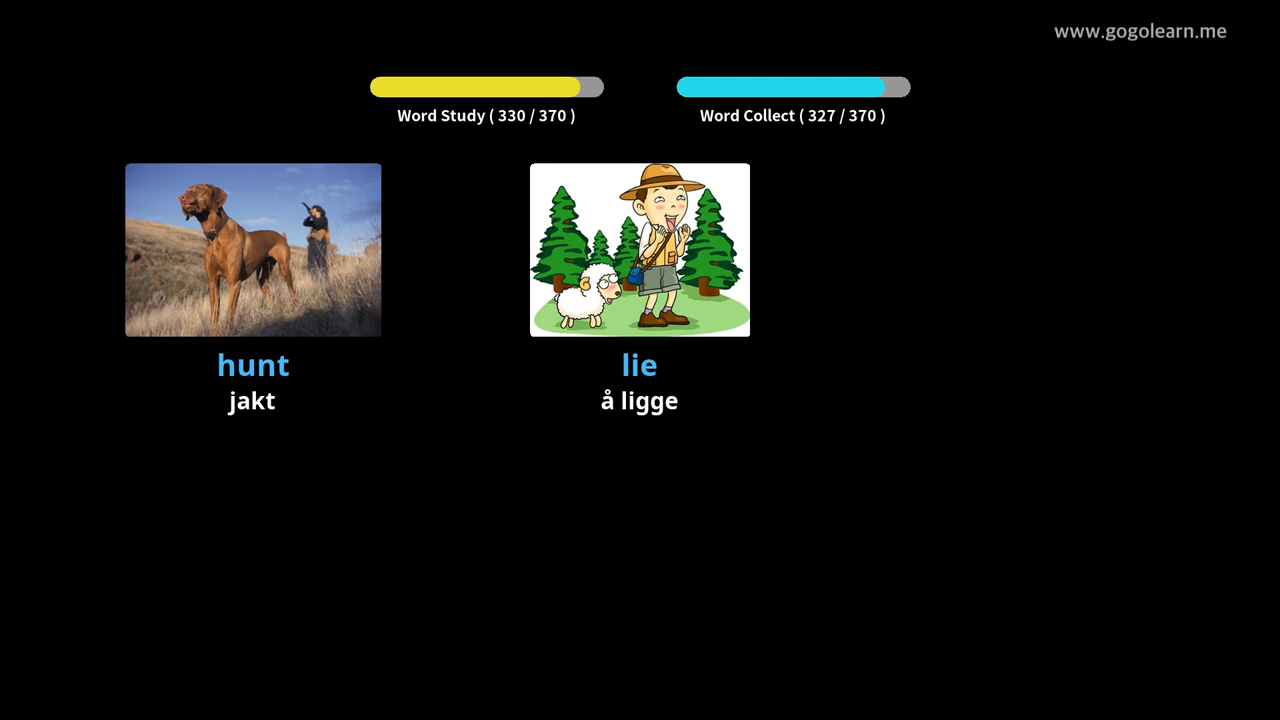 www.gogolearn.me
Word Study ( 330 / 370 )
Word Collect ( 327 / 370 )
hunt
jakt
lie
å ligge